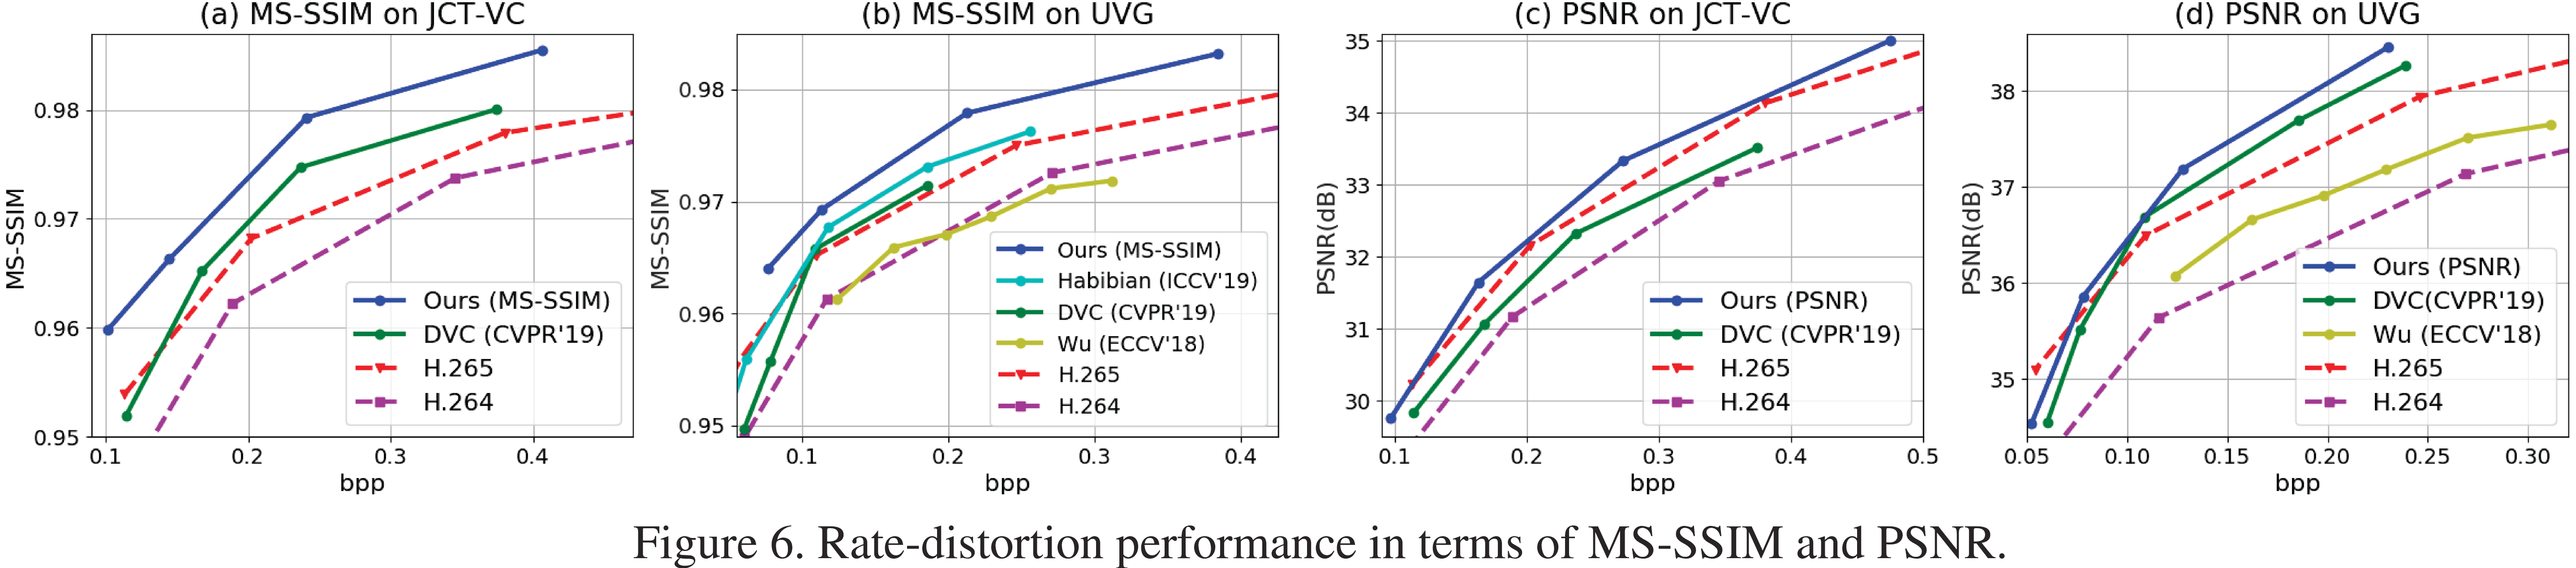 (a) MS-SSIM on JCT-VC
MS-SSIM
0.98
0.97
0.96
0.95
0.1 0.2 0.3 0.4
bpp
Ours (MS-SSIM)
DVC (CVPR'19)
H.265
H.264
(b) MS-SSIM on UVG
MS-SSIM
0.98
0.97
0.96
0.95
0.1 0.2 0.3 0.4
bpp
Ours (MS-SSIM)
Habibian (ICCV'19)
DVC (CVPR'19)
Wu (ECCV'18)
H.265
H.264
(c) PSNR on JCT-VC
PSNR(dB)
35
34
33
32
31
30
0.1 0.2 0.3 0.4 0.5
bpp
Ours (PSNR)
DVC (CVPR'19)
H.265
H.264
(d) PSNR on UVG
PSNR(dB)
38
37
36
35
0.05 0.10 0.15 0.20 0.25 0.30
bpp
Ours (PSNR)
DVC(CVPR'19)
Wu (ECCV'18)
H.265
H.264
Figure 6. Rate-distortion performance in terms of MS-SSIM and PSNR.